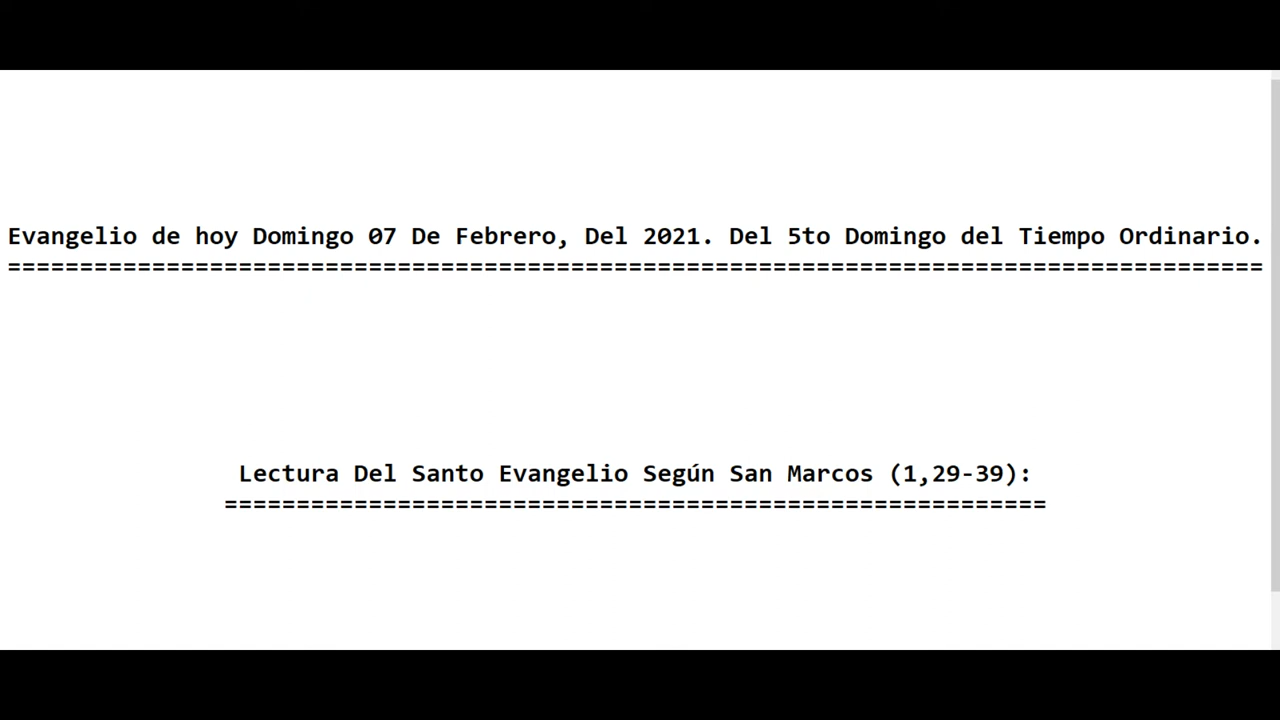 Evangelio de hoy Domingo 07 De Febrero, Del 2021. Del 5to Domingo del Tiempo Ordinario.
=======================================================================================
Lectura Del Santo Evangelio Según San Marcos (1,29-39):
=========================================================